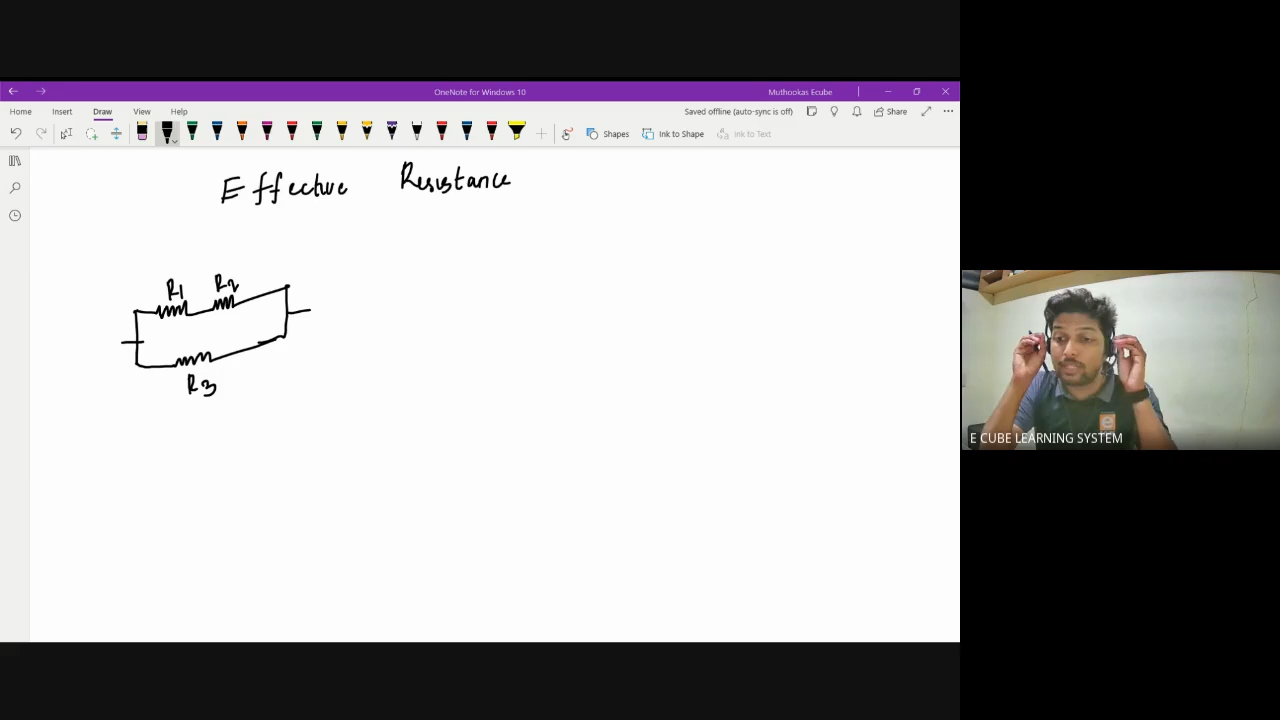 OneNote for Windows 10
Muthookas Ecube
Home Insert Draw View Help
Saved offline (auto-sync is off)
Share
Shapes
Ink to Shape
Ink to Text
Effective Resistance
R1 R2
R3
E CUBE LEARNING SYSTEM